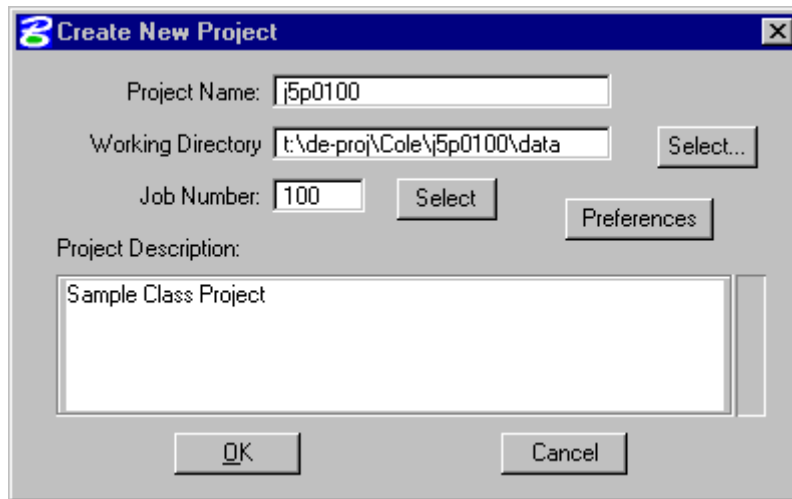 Create New Project
Project Name: j5p0100
Working Directory t:\de-proj\Cole\j5p0100\data Select...
Job Number: 100 Select
Preferences
Project Description:
Sample Class Project
OK Cancel